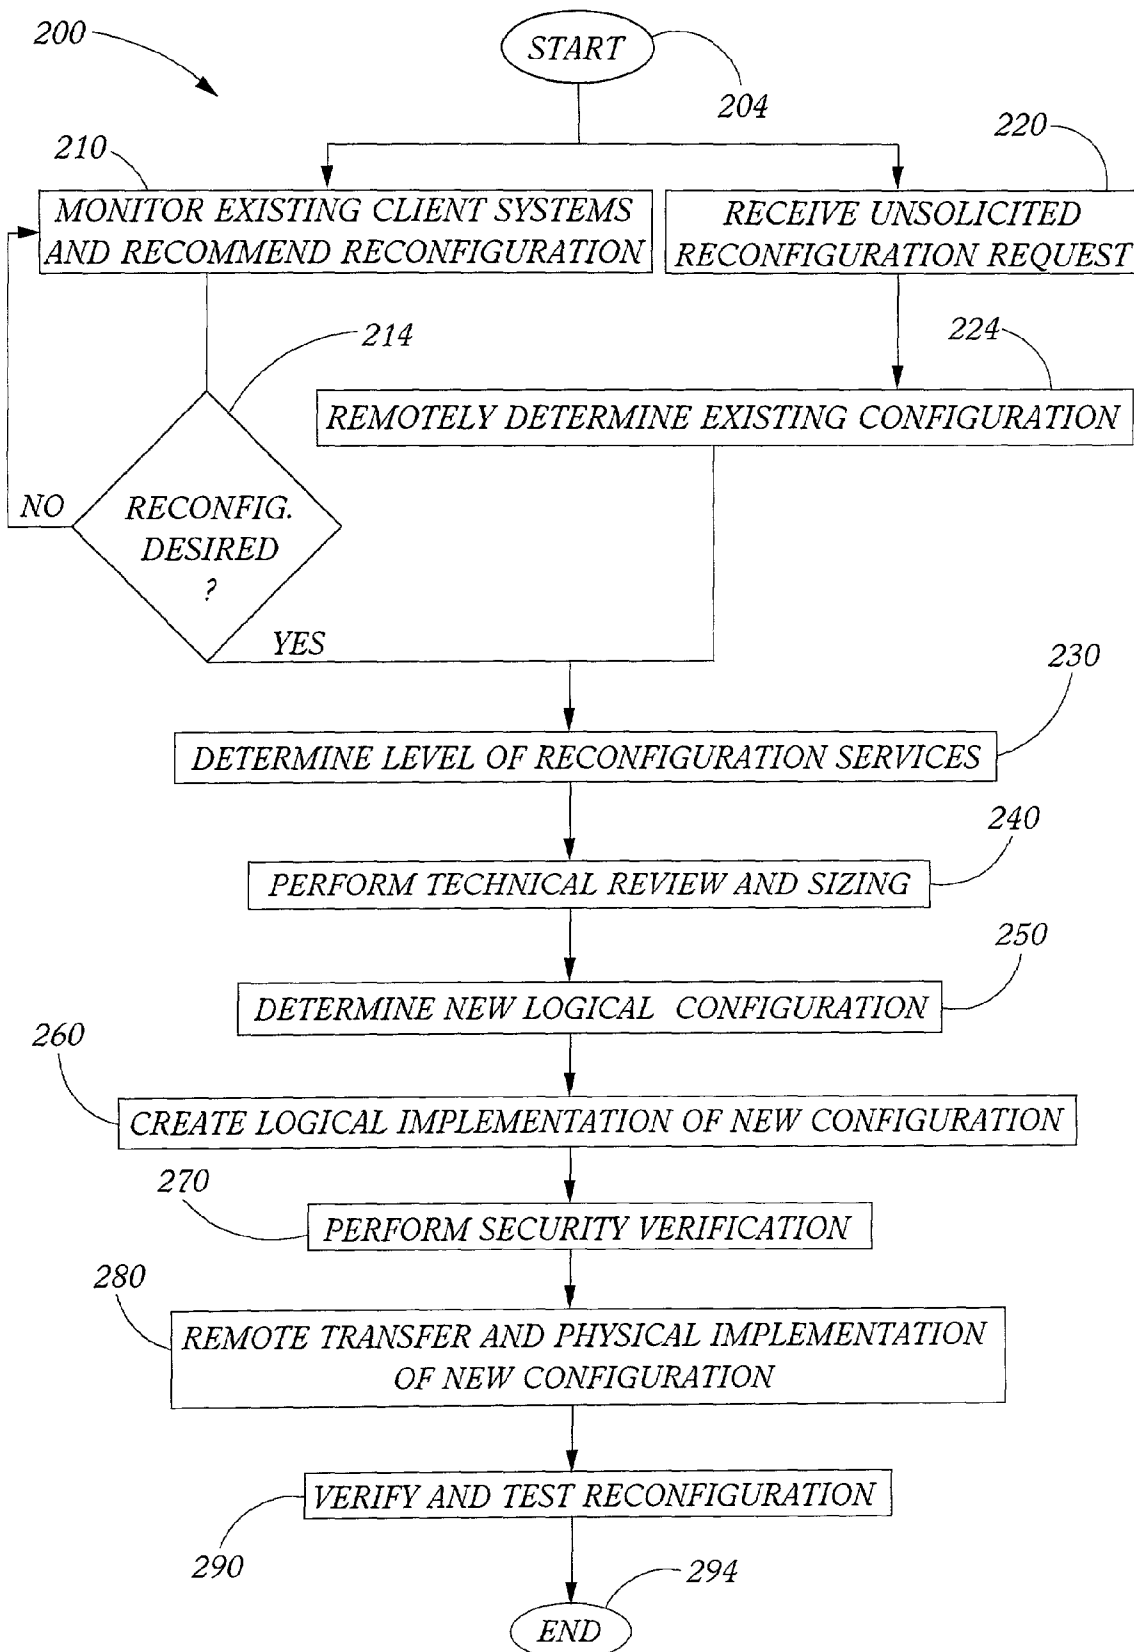 200
START
204
210
220
MONITOR EXISTING CLIENT SYSTEMS
AND RECOMMEND RECONFIGURATION
RECEIVE UNSOLICITED
RECONFIGURATION REQUEST
214
224
REMOTELY DETERMINE EXISTING CONFIGURATION
NO
RECONFIG.
DESIRED
?
YES
230
DETERMINE LEVEL OF RECONFIGURATION SERVICES
240
PERFORM TECHNICAL REVIEW AND SIZING
250
DETERMINE NEW LOGICAL CONFIGURATION
260
CREATE LOGICAL IMPLEMENTATION OF NEW CONFIGURATION
270
PERFORM SECURITY VERIFICATION
280
REMOTE TRANSFER AND PHYSICAL IMPLEMENTATION
OF NEW CONFIGURATION
VERIFY AND TEST RECONFIGURATION
290
294
END